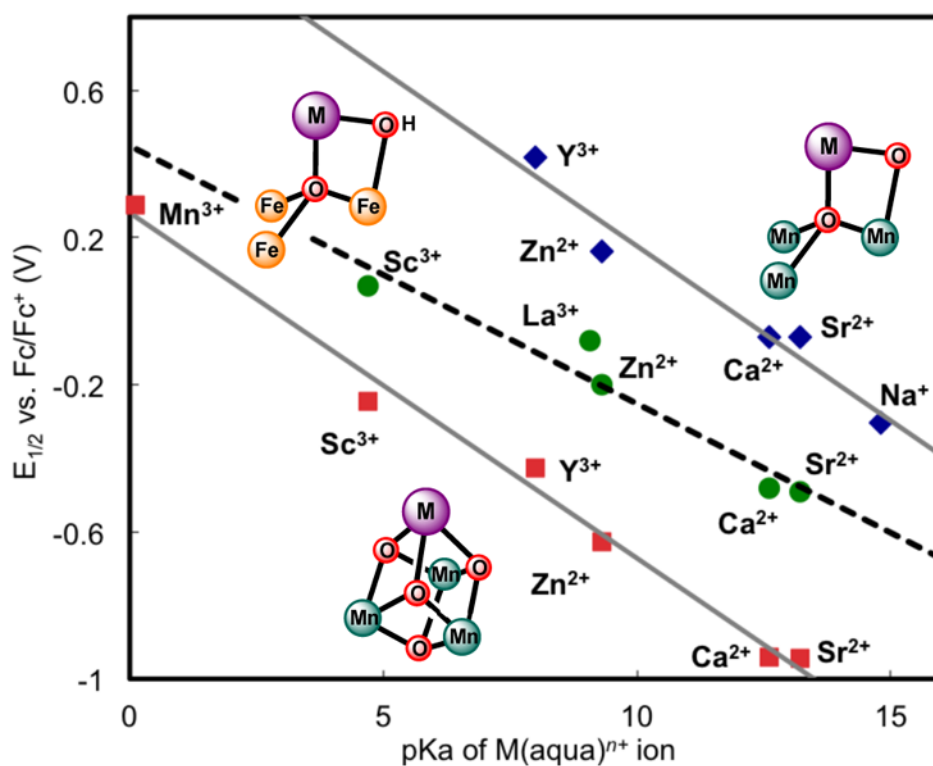 0.6
0.2
-0.2
-0.6
-1
E1/2 vs. Fc/Fc⁺ (V)
0
5
10
15
pKa of M(aqua)ⁿ⁺ ion
M
O H
O
Fe
Fe
Fe
M
O
O
Mn
Mn
Mn
M
O
O
O
O
Mn
Mn
Mn
Y³⁺
Zn²⁺
Ca²⁺
Sr²⁺
Na⁺
Sc³⁺
La³⁺
Zn²⁺
Ca²⁺
Sr²⁺
Mn³⁺
Sc³⁺
Y³⁺
Zn²⁺
Ca²⁺
Sr²⁺